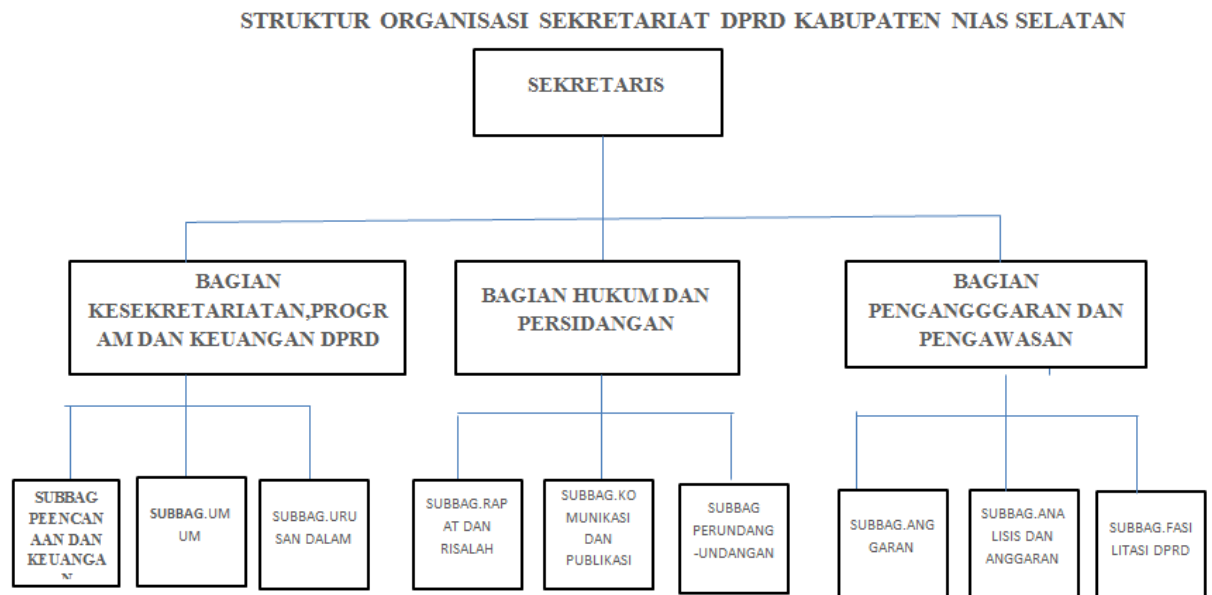 STRUKTUR ORGANISASI SEKRETARIAT DPRD KABUPATEN NIAS SELATAN
SEKRETARIS
BAGIAN
KESEKRETARIATAN,PROGR
AM DAN KEUANGAN DPRD
BAGIAN HUKUM DAN
PERSIDANGAN
BAGIAN
PENGANGGGARAN DAN
PENGAWASAN
SUBBAG
PEENCAN
AAN DAN
KEUANGA
N
SUBBAG.UM
UM
SUBBAG.URU
SAN DALAM
SUBBAG.RAP
AT DAN
RISALAH
SUBBAG.KO
MUNIKASI
DAN
PUBLIKASI
SUBBAG
PERUNDANG
-UNDANGAN
SUBBAG.ANG
GARAN
SUBBAG.ANA
LISIS DAN
ANGGARAN
SUBBAG.FASI
LITASI DPRD